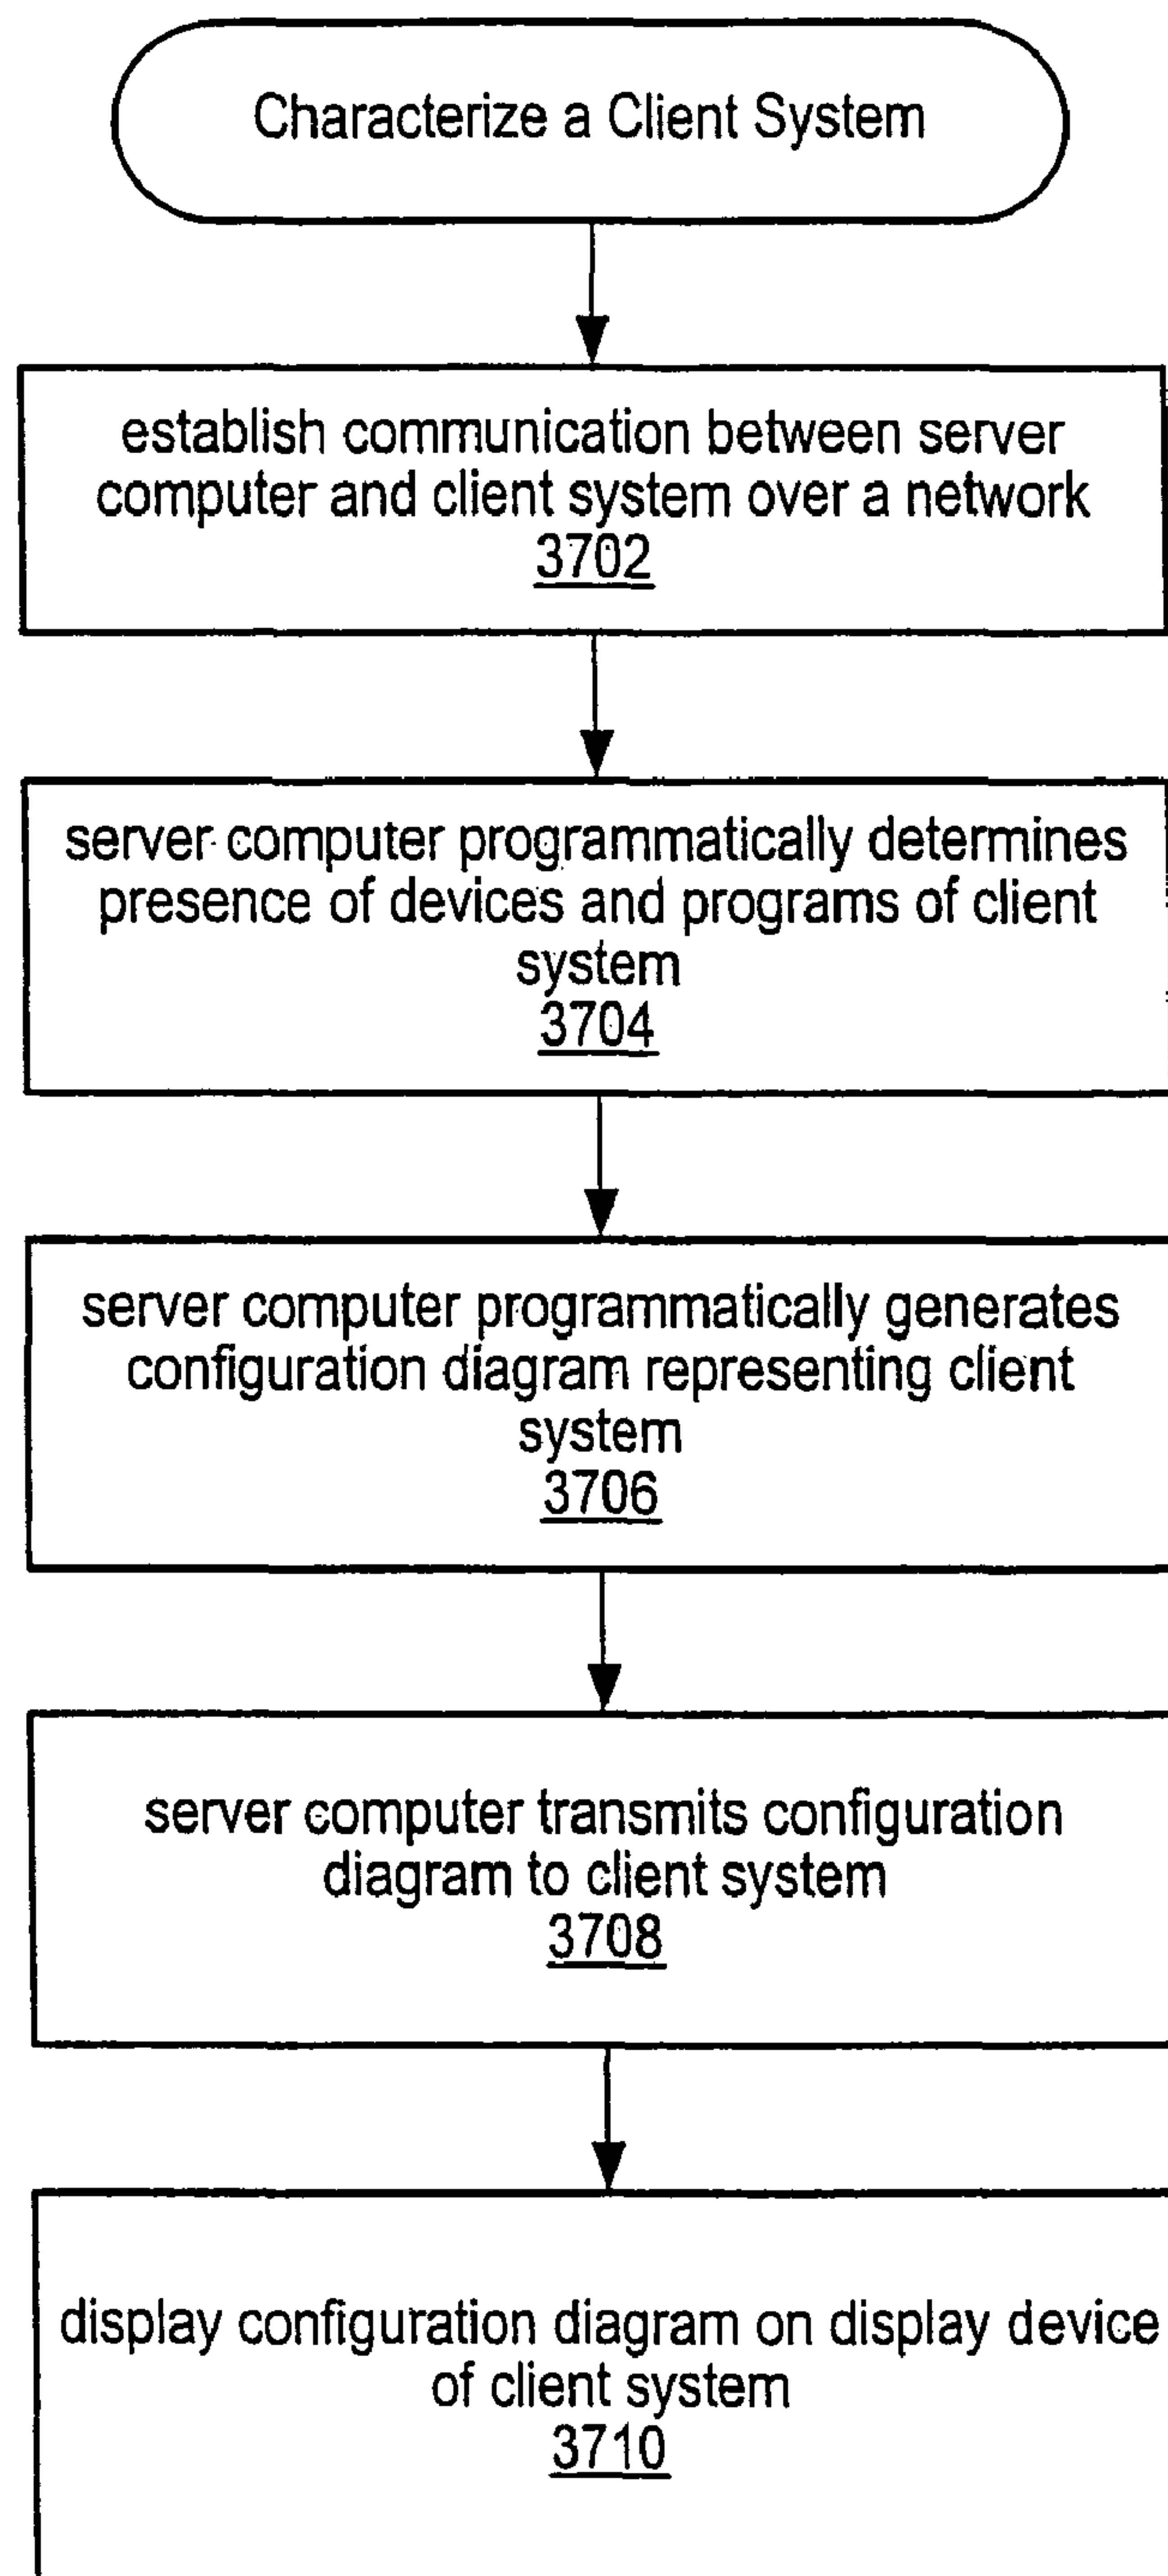 Characterize a Client System
establish communication between server
computer and client system over a network
3702
server computer programmatically determines
presence of devices and programs of client
system
3704
server computer programmatically generates
configuration diagram representing client
system
3706
server computer transmits configuration
diagram to client system
3708
display configuration diagram on display device
of client system
3710